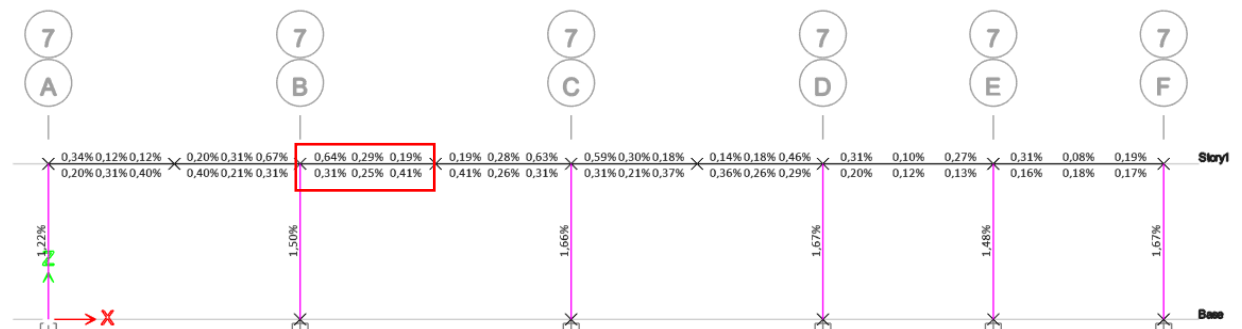 7 7 7 7 7 7
A B C D E F
0,34% 0,12% 0,12% 0,20% 0,31% 0,67% 0,64% 0,29% 0,19% 0,19% 0,28% 0,63% 0,59% 0,30% 0,18% 0,14% 0,18% 0,46% 0,31% 0,10% 0,27% 0,31% 0,08% 0,19% Story1
0,20% 0,31% 0,40% 0,40% 0,21% 0,31% 0,31% 0,25% 0,41% 0,41% 0,26% 0,31% 0,31% 0,21% 0,37% 0,36% 0,26% 0,29% 0,20% 0,12% 0,13% 0,16% 0,18% 0,17%
1,22% 1,50% 1,66% 1,67% 1,48% 1,67%
Z
X Base